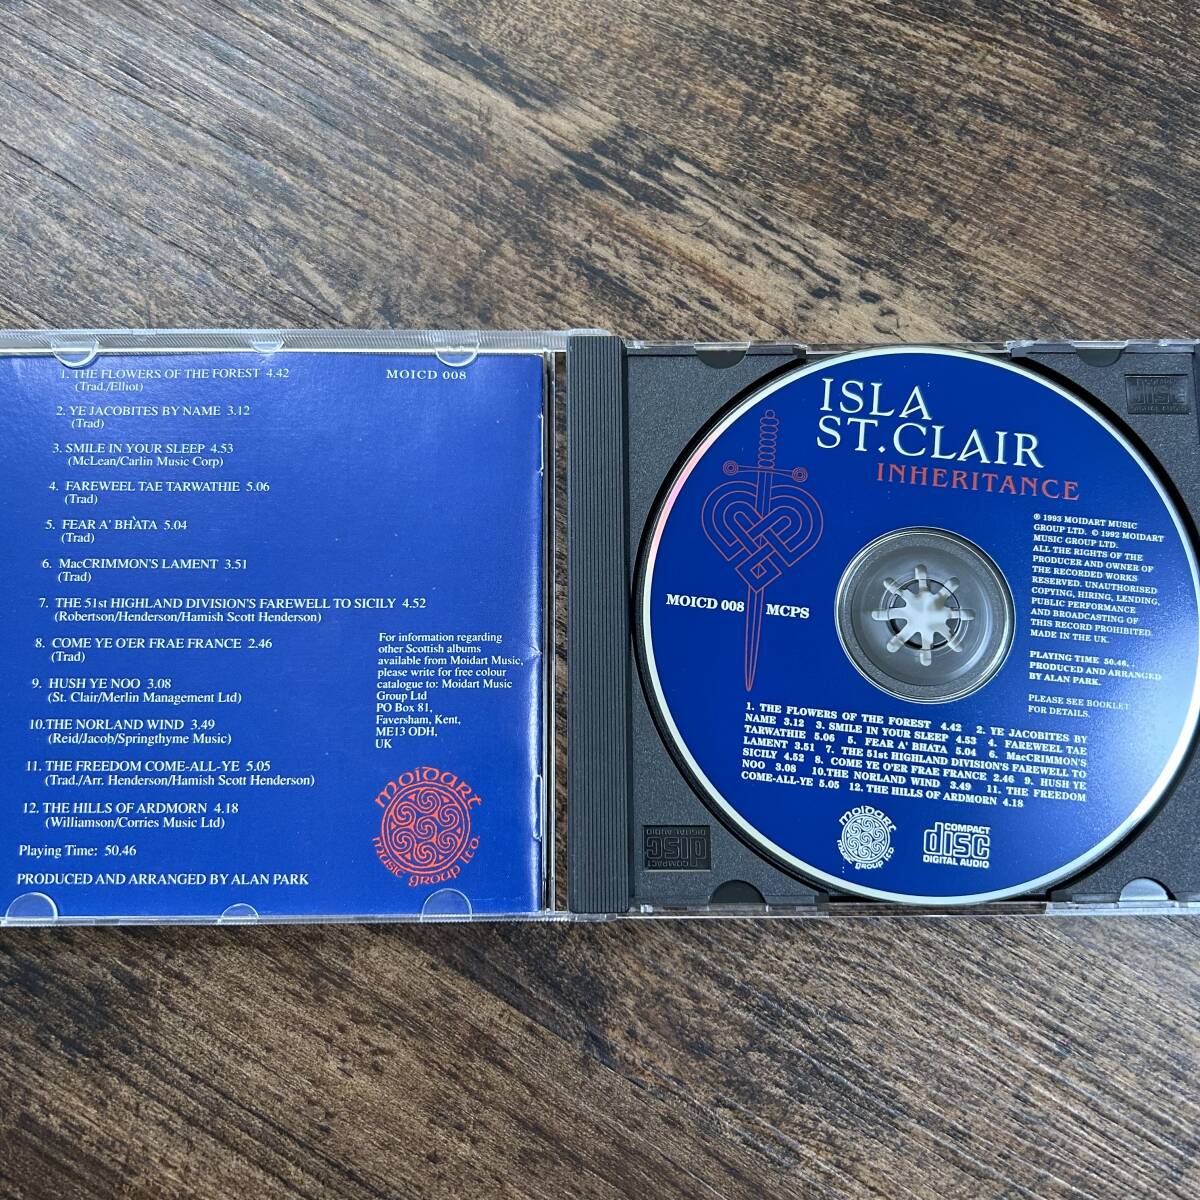 1. THE FLOWERS OF THE FOREST 4.42
(Trad./Elliot)
MOICD 008
2. YE JACOBITES BY NAME 3.12
(Trad)
3. SMILE IN YOUR SLEEP 4.53
(McLean/Carlin Music Corp)
4. FAREWEEL TAE TARWATHIE 5.06
(Trad)
5. FEAR A' BHÀTA 5.04
(Trad)
6. MacCRIMMON'S LAMENT 3.51
(Trad)
7. THE 51st HIGHLAND DIVISION'S FAREWELL TO SICILY 4.52
(Robertson/Henderson/Hamish Scott Henderson)
8. COME YE O'ER FRAE FRANCE 2.46
(Trad)
9. HUSH YE NOO 3.08
(St. Clair/Merlin Management Ltd)
10.THE NORLAND WIND 3.49
(Reid/Jacob/Springthyme Music)
11. THE FREEDOM COME-ALL-YE 5.05
(Trad./Arr. Henderson/Hamish Scott Henderson)
12. THE HILLS OF ARDMORN 4.18
(Williamson/Corries Music Ltd)
Playing Time: 50.46
PRODUCED AND ARRANGED BY ALAN PARK
For information regarding
other Scottish albums
available from Moidart Music,
please write for free colour
catalogue to: Moidart Music
Group Ltd
PO Box 81,
Faversham, Kent,
ME13 ODH,
UK
MOIDART
MUSIC GROUP LTD.
ISLA
ST.CLAIR
INHERITANCE
℗ 1993 MOIDART MUSIC
GROUP LTD. © 1992 MOIDART
MUSIC GROUP LTD.
ALL THE RIGHTS OF THE
PRODUCER AND OWNER OF
THE RECORDED WORKS
RESERVED. UNAUTHORISED
COPYING, HIRING, LENDING,
PUBLIC PERFORMANCE
AND BROADCASTING OF
THIS RECORD PROHIBITED.
MADE IN THE UK.
MOICD 008 MCPS
PLAYING TIME 50.46.
PRODUCED AND ARRANGED
BY ALAN PARK.
PLEASE SEE BOOKLET
FOR DETAILS.
1. THE FLOWERS OF THE FOREST 4.42 2. YE JACOBITES BY
NAME 3.12 3. SMILE IN YOUR SLEEP 4.53 4. FAREWEEL TAE
TARWATHIE 5.06 5. FEAR A' BHATA 5.04 6. MacCRIMMON'S
LAMENT 3.51 7. THE 51st HIGHLAND DIVISION'S FAREWELL TO
SICILY 4.52 8. COME YE O'ER FRAE FRANCE 2.46 9. HUSH YE
NOO 3.08 10.THE NORLAND WIND 3.49 11. THE FREEDOM
COME-ALL-YE 5.05 12. THE HILLS OF ARDMORN 4.18
MOIDART
MUSIC GROUP LTD.
COMPACT
disc
DIGITAL AUDIO
COMPACT
disc
DIGITAL AUDIO